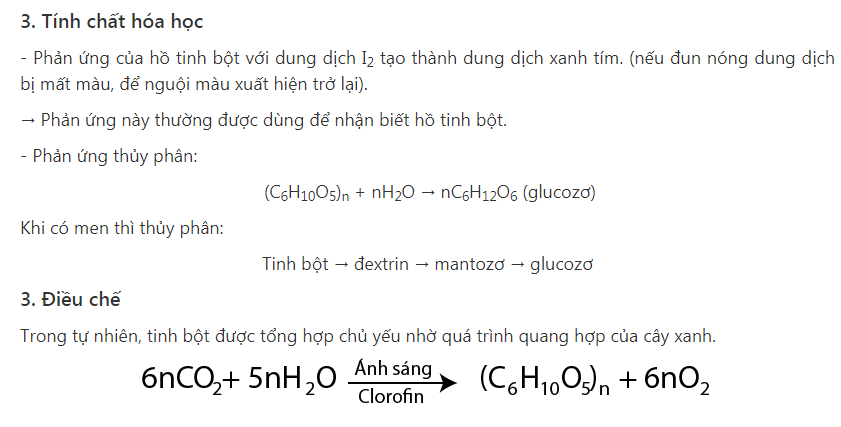 3. Tính chất hóa học
- Phản ứng của hồ tinh bột với dung dịch I₂ tạo thành dung dịch xanh tím. (nếu đun nóng dung dịch
bị mất màu, để nguội màu xuất hiện trở lại).
→ Phản ứng này thường được dùng để nhận biết hồ tinh bột.
- Phản ứng thủy phân:
(C₆H₁₀O₅)ₙ + nH₂O → nC₆H₁₂O₆ (glucozơ)
Khi có men thì thủy phân:
Tinh bột → đextrin → mantozơ → glucozơ
3. Điều chế
Trong tự nhiên, tinh bột được tổng hợp chủ yếu nhờ quá trình quang hợp của cây xanh.
6nCO₂+ 5nH₂O Ánh sáng Clorofin → (C₆H₁₀O₅)ₙ + 6nO₂